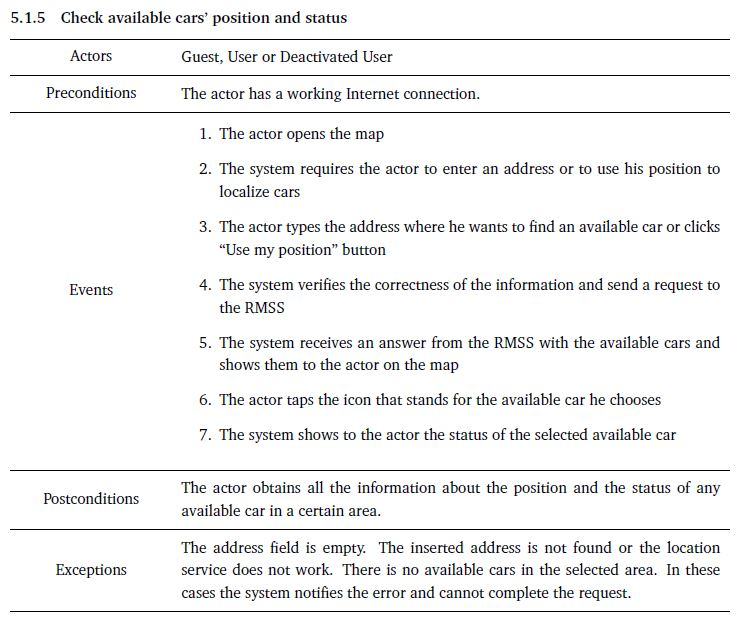 5.1.5 Check available cars’ position and status
Actors
Guest, User or Deactivated User
Preconditions
The actor has a working Internet connection.
Events
1. The actor opens the map
2. The system requires the actor to enter an address or to use his position to
localize cars
3. The actor types the address where he wants to find an available car or clicks
“Use my position” button
4. The system verifies the correctness of the information and send a request to
the RMSS
5. The system receives an answer from the RMSS with the available cars and
shows them to the actor on the map
6. The actor taps the icon that stands for the available car he chooses
7. The system shows to the actor the status of the selected available car
Postconditions
The actor obtains all the information about the position and the status of any
available car in a certain area.
Exceptions
The address field is empty. The inserted address is not found or the location
service does not work. There is no available cars in the selected area. In these
cases the system notifies the error and cannot complete the request.